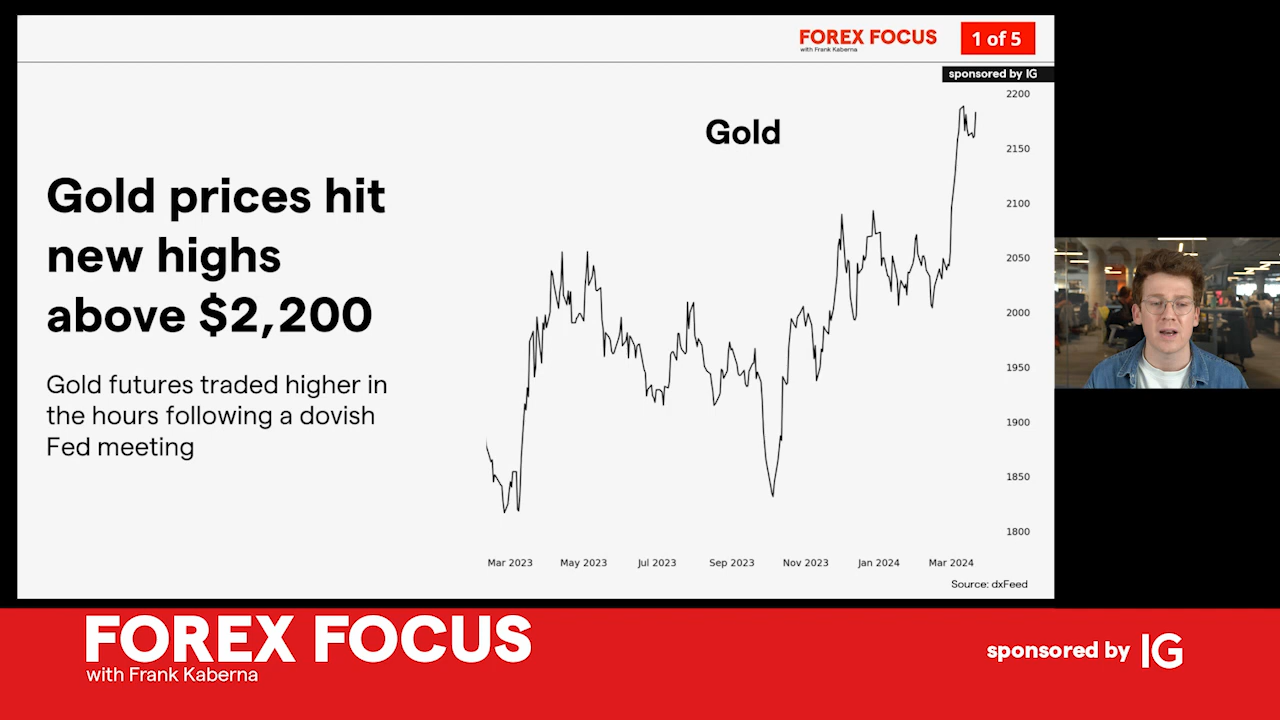 FOREX FOCUS
with Frank Kaberna
1 of 5
sponsored by IG
Gold
Gold prices hit
new highs
above $2,200
Gold futures traded higher in
the hours following a dovish
Fed meeting
2200
2150
2100
2050
2000
1950
1900
1850
1800
Mar 2023 May 2023 Jul 2023 Sep 2023 Nov 2023 Jan 2024 Mar 2024
Source: dxFeed
FOREX FOCUS
with Frank Kaberna
sponsored by IG